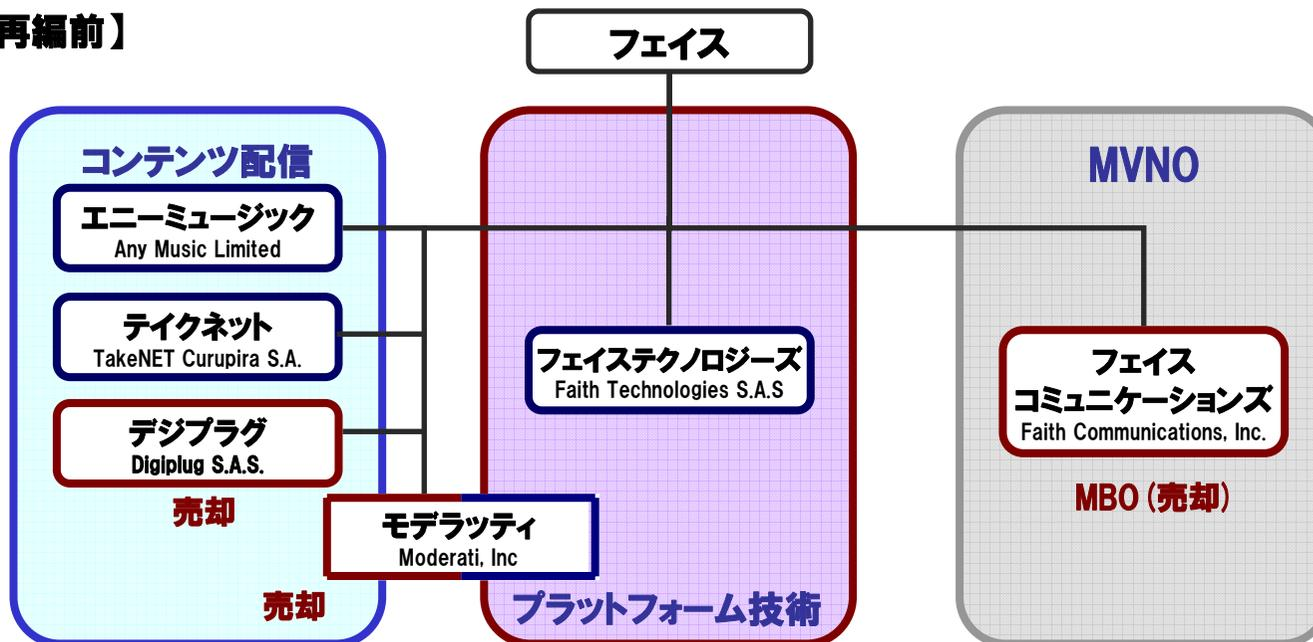 再編前】
フェイス
コンテンツ配信
エニーミュージック
Any Music Limited
テイクネット
TakeNET Curupira S.A.
デジプラグ
Digiplug S.A.S.
売却
モデラッティ
Moderati, Inc
売却
フェイステクノロジーズ
Faith Technologies S.A.S
プラットフォーム技術
MVNO
フェイス
コミュニケーションズ
Faith Communications, Inc.
MBO (売却)